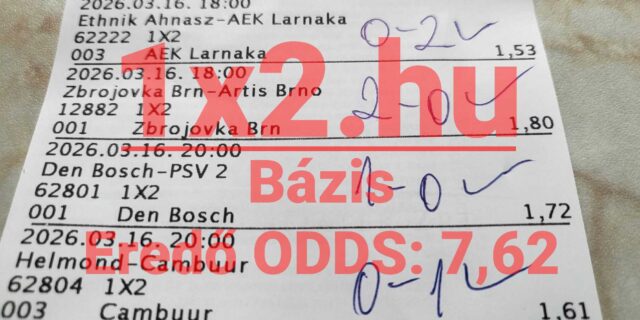 2026.03.16. 18:00
Ethnik Ahnasz-AEK Larnaka
62222 1X2
003 AEK Larnaka 1,53
0-2
2026.03.16. 18:00
Zbrojovka Brn-Artis Brno
12882 1X2
001 Zbrojovka Brn 1,80
2-0
2026.03.16. 20:00
Den Bosch-PSV 2
62801 1X2
001 Den Bosch 1,72
1-0
2026.03.16. 20:00
Helmond-Cambuur
62804 1X2
003 Cambuur 1,61
0-1
1x2.hu
Bázis
Eredő ODDS: 7,62